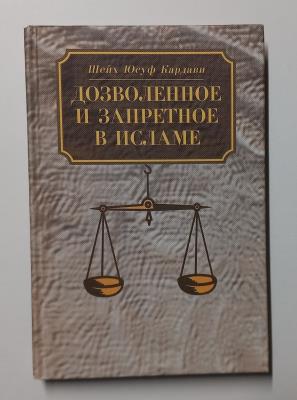 Шейх Юсуф Кардави
ДОЗВОЛЕННОЕ
И ЗАПРЕТНОЕ
В ИСЛАМЕ